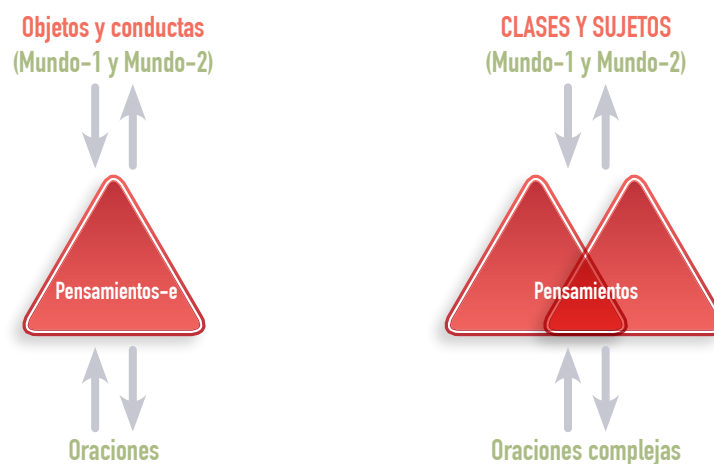 Objetos y conductas
(Mundo-1 y Mundo-2)
Pensamientos-e
Oraciones
CLASES Y SUJETOS
(Mundo-1 y Mundo-2)
Pensamientos
Oraciones complejas